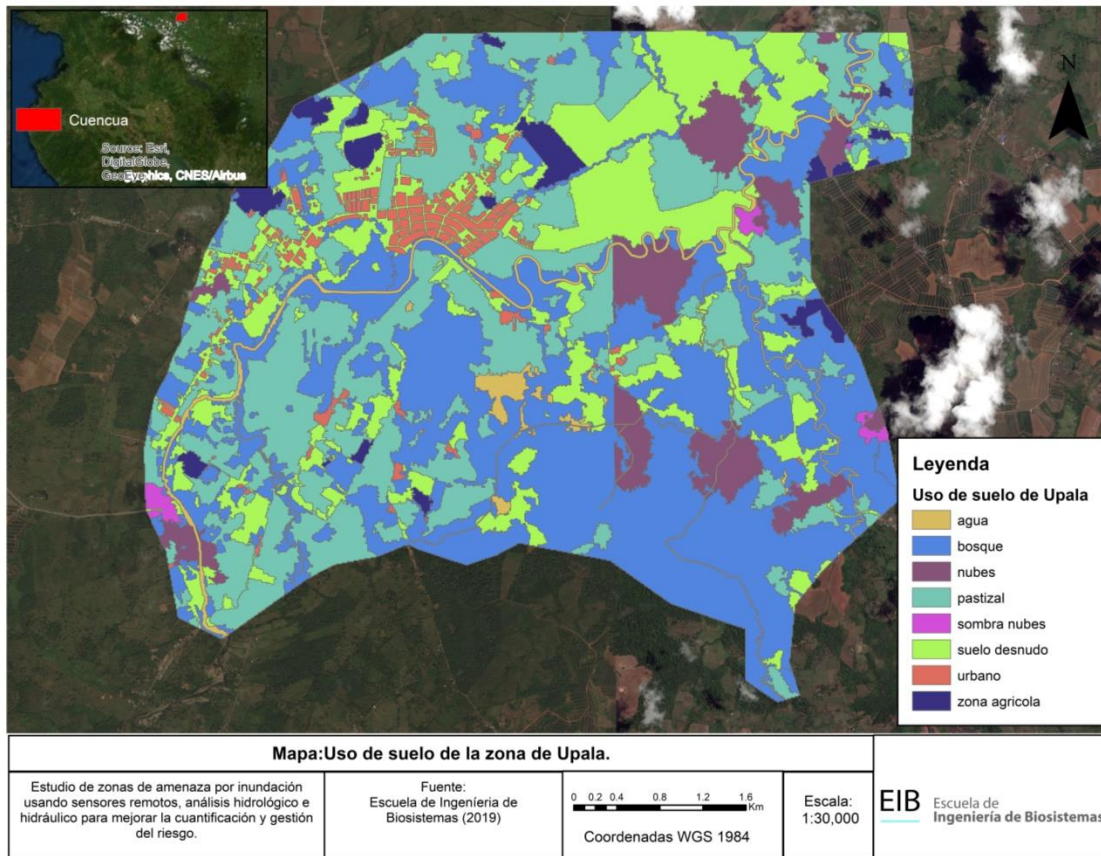 Cuencua
Source: Esri,
DigitalGlobe,
CNES/Airbus
N
Leyenda
Uso de suelo de Upala
agua
bosque
nubes
pastizal
sombra nubes
suelo desnudo
urbano
zona agricola
Mapa:Uso de suelo de la zona de Upala.
Estudio de zonas de amenaza por inundación
usando sensores remotos, análisis hidrológico e
hidráulico para mejorar la cuantificación y gestión
del riesgo.
Fuente:
Escuela de Ingeníeria de
Biosistemas (2019)
0 0.2 0.4 0.8 1.2 1.6
Km
Coordenadas WGS 1984
Escala:
1:30,000
EIB
Escuela de
Ingeniería de Biosistemas